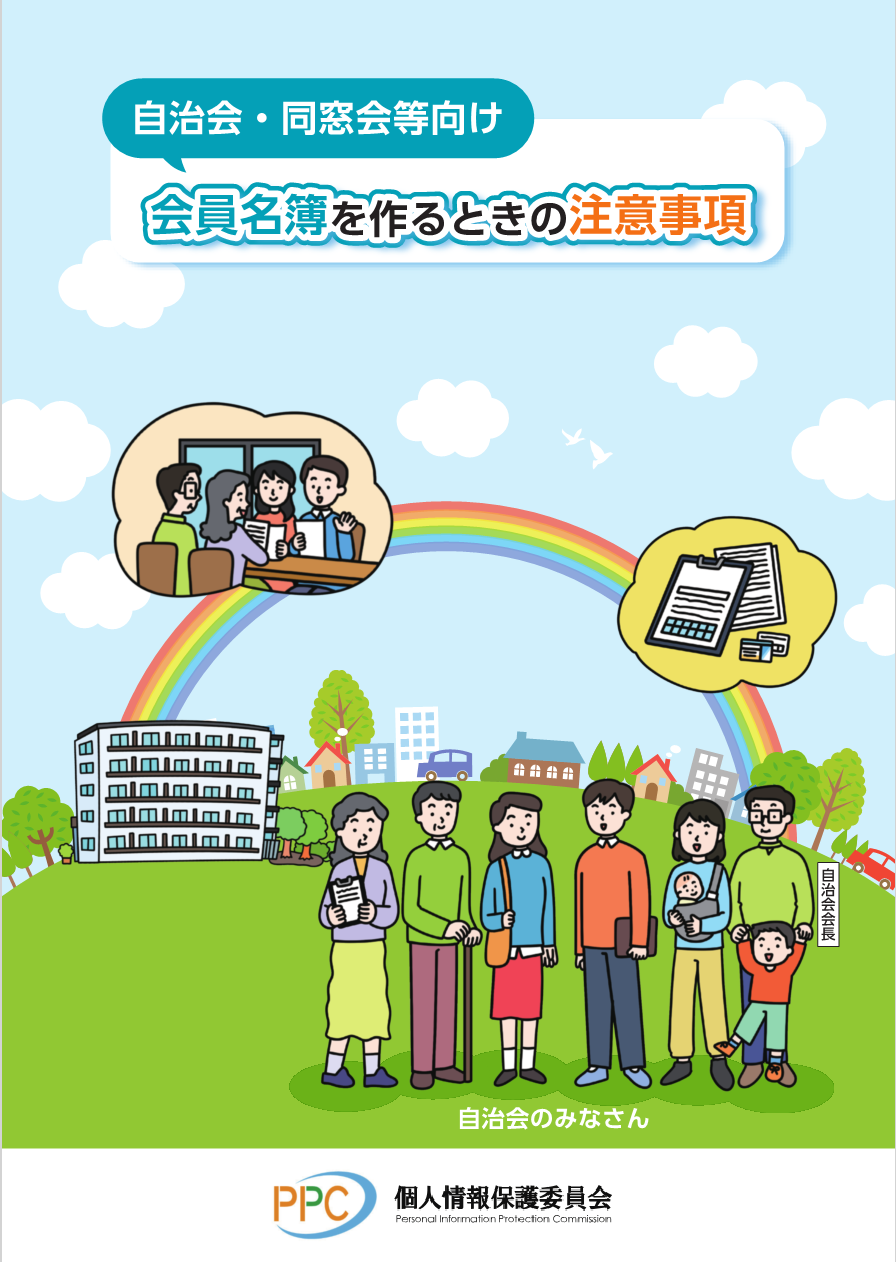 自治会・同窓会等向け
会員名簿を作るときの注意事項
自治会会長
自治会のみなさん
PPC
個人情報保護委員会
Personal Information Protection Commission